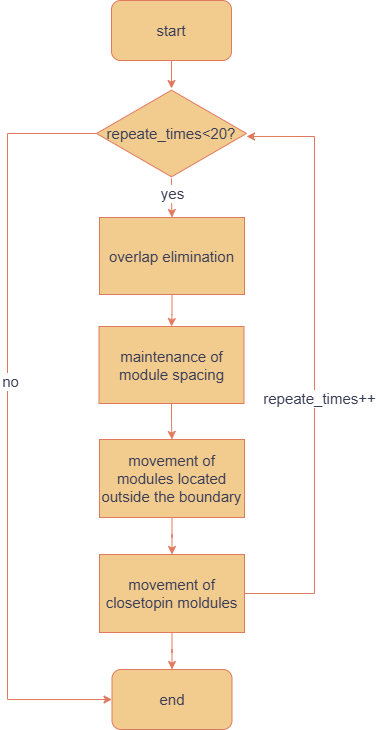 start
repeate_times<20?
yes
overlap elimination
maintenance of
module spacing
no
repeate_times++
movement of
modules located
outside the boundary
movement of
closetopin moldules
end